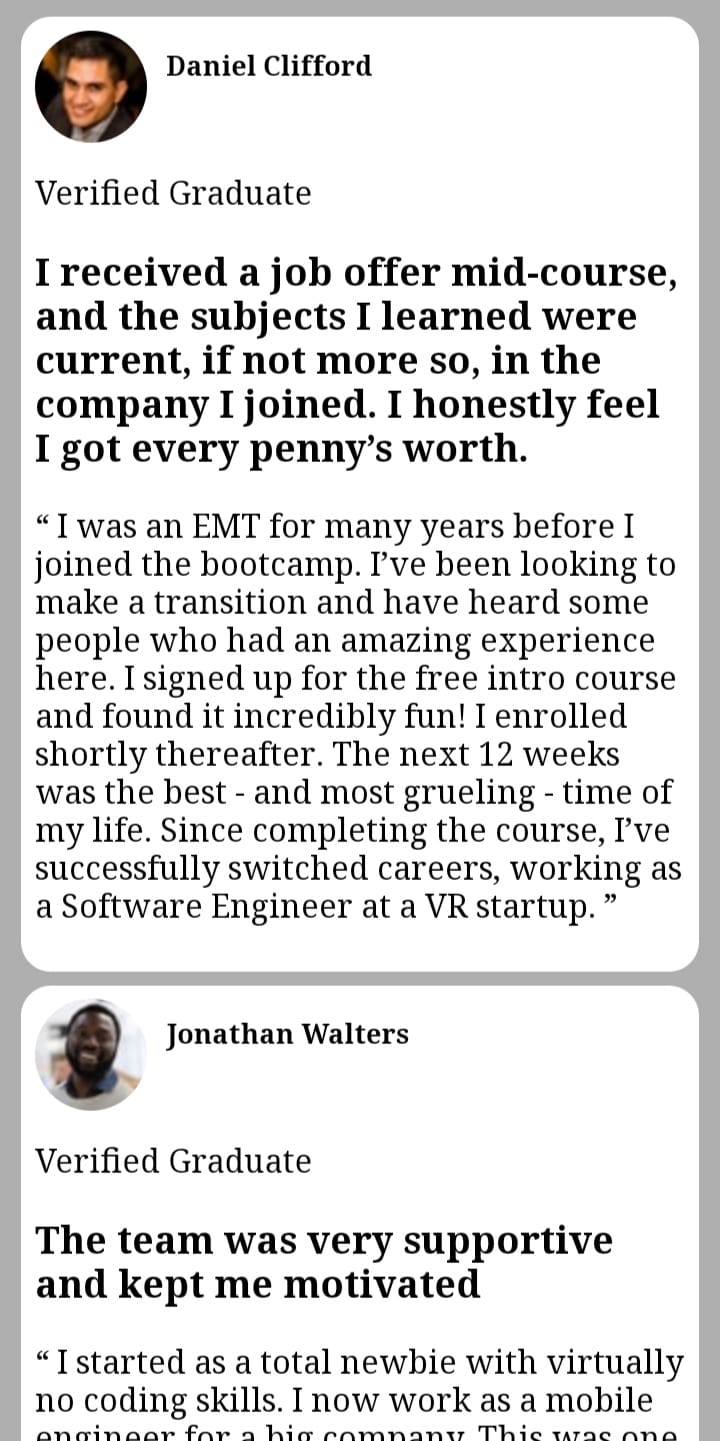 Daniel Clifford
Verified Graduate
I received a job offer mid-course,
and the subjects I learned were
current, if not more so, in the
company I joined. I honestly feel
I got every penny’s worth.
“ I was an EMT for many years before I
joined the bootcamp. I’ve been looking to
make a transition and have heard some
people who had an amazing experience
here. I signed up for the free intro course
and found it incredibly fun! I enrolled
shortly thereafter. The next 12 weeks
was the best - and most grueling - time of
my life. Since completing the course, I’ve
successfully switched careers, working as
a Software Engineer at a VR startup. ”
Jonathan Walters
Verified Graduate
The team was very supportive
and kept me motivated
“ I started as a total newbie with virtually
no coding skills. I now work as a mobile
engineer for a big company. This was one